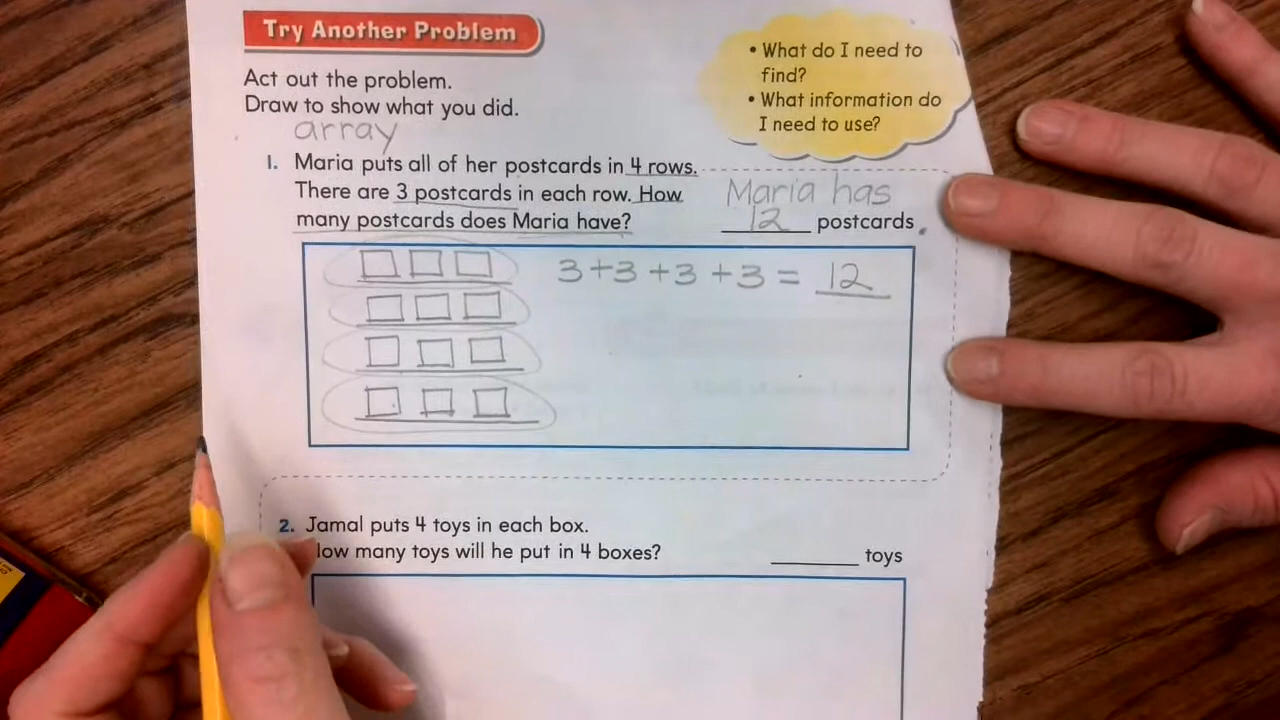 Try Another Problem
Act out the problem.
Draw to show what you did.
array
• What do I need to
find?
• What information do
I need to use?
1. Maria puts all of her postcards in 4 rows.
There are 3 postcards in each row. How
many postcards does Maria have?
Maria has
12 postcards.
3 + 3 + 3 + 3 = 12
2. Jamal puts 4 toys in each box.
How many toys will he put in 4 boxes?
_______ toys